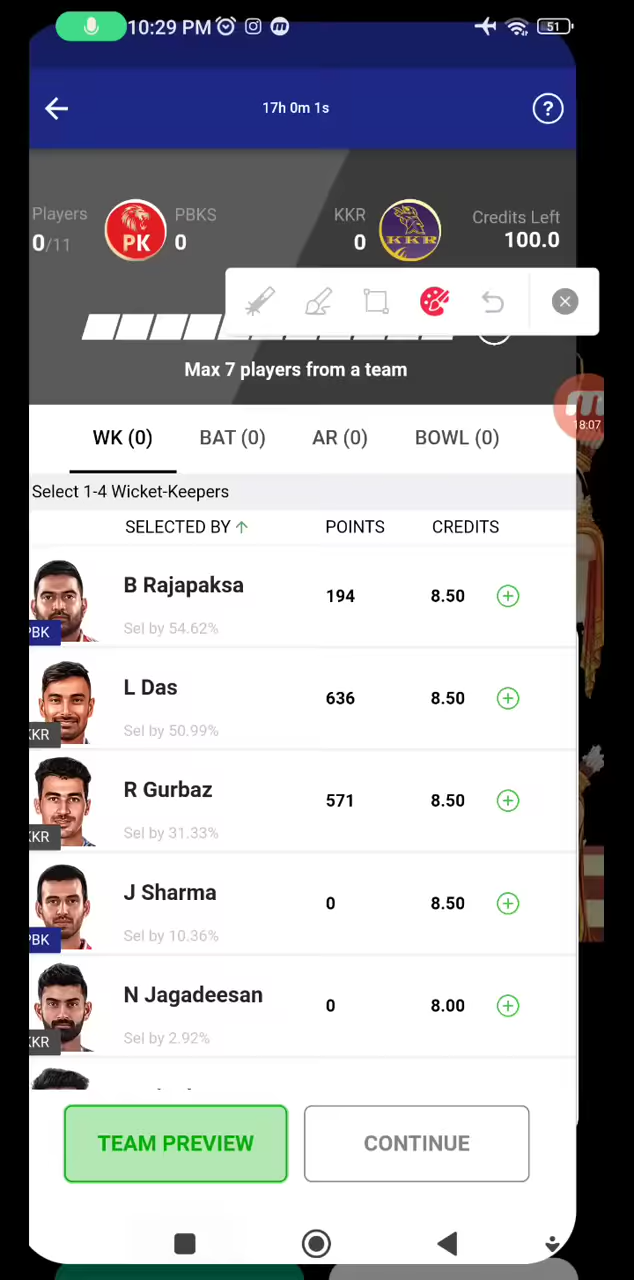 10:29 PM 51
17h 0m 1s ?
Players PBKS KKR Credits Left
0/11 PK 0 0 KKR 100.0
Max 7 players from a team
18:07
WK (0) BAT (0) AR (0) BOWL (0)
Select 1-4 Wicket-Keepers
SELECTED BY ↑ POINTS CREDITS
B Rajapaksa
194 8.50
Sel by 54.62%
PBK
L Das
636 8.50
Sel by 50.99%
KKR
R Gurbaz
571 8.50
Sel by 31.33%
KKR
J Sharma
0 8.50
Sel by 10.36%
PBK
N Jagadeesan
0 8.00
Sel by 2.92%
KKR
TEAM PREVIEW CONTINUE